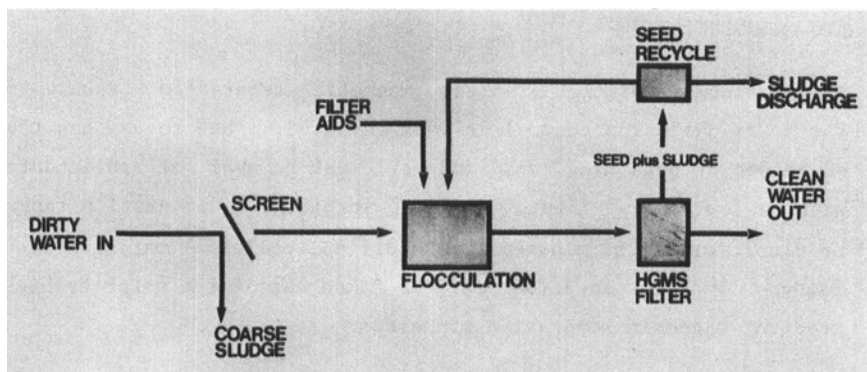 SEED
RECYCLE
FILTER
AIDS
SLUDGE
DISCHARGE
SEED plus SLUDGE
SCREEN
CLEAN
WATER
OUT
DIRTY
WATER IN
FLOCCULATION
HGMS
FILTER
COARSE
SLUDGE